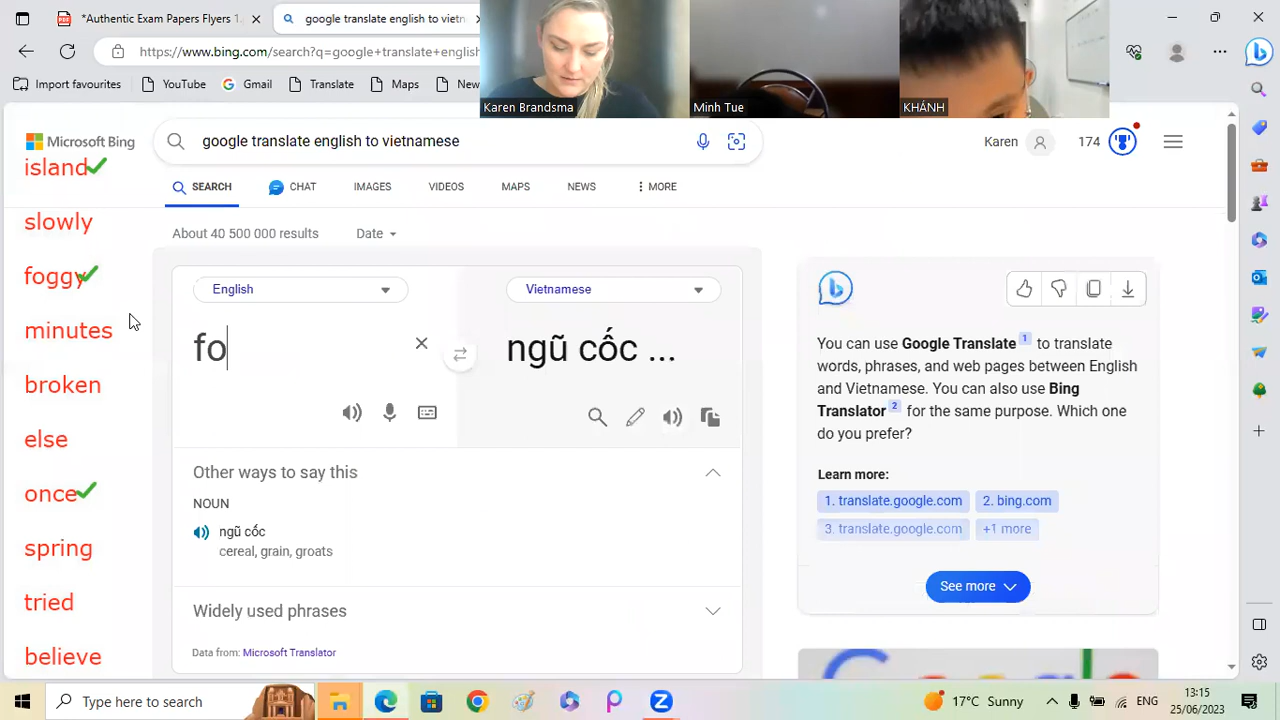 *Authentic Exam Papers Flyers 1
google translate english to vietnamese
https://www.bing.com/search?q=google+translate+english
Import favourites
YouTube
Gmail
Translate
Maps
New
Karen Brandsma
Minh Tue
KHÁNH
Microsoft Bing
google translate english to vietnamese
Karen
174
SEARCH
CHAT
IMAGES
VIDEOS
MAPS
NEWS
MORE
About 40 500 000 results
Date
island
slowly
foggy
minutes
broken
else
once
spring
tried
believe
English
fo
Vietnamese
ngũ cốc ...
Other ways to say this
NOUN
ngũ cốc
cereal, grain, groats
Widely used phrases
Data from: Microsoft Translator
You can use Google Translate 1 to translate
words, phrases, and web pages between English
and Vietnamese. You can also use Bing
Translator 2 for the same purpose. Which one
do you prefer?
Learn more:
1. translate.google.com
2. bing.com
3. translate.google.com
+1 more
See more
Type here to search
17°C Sunny
ENG
13:15
25/06/2023